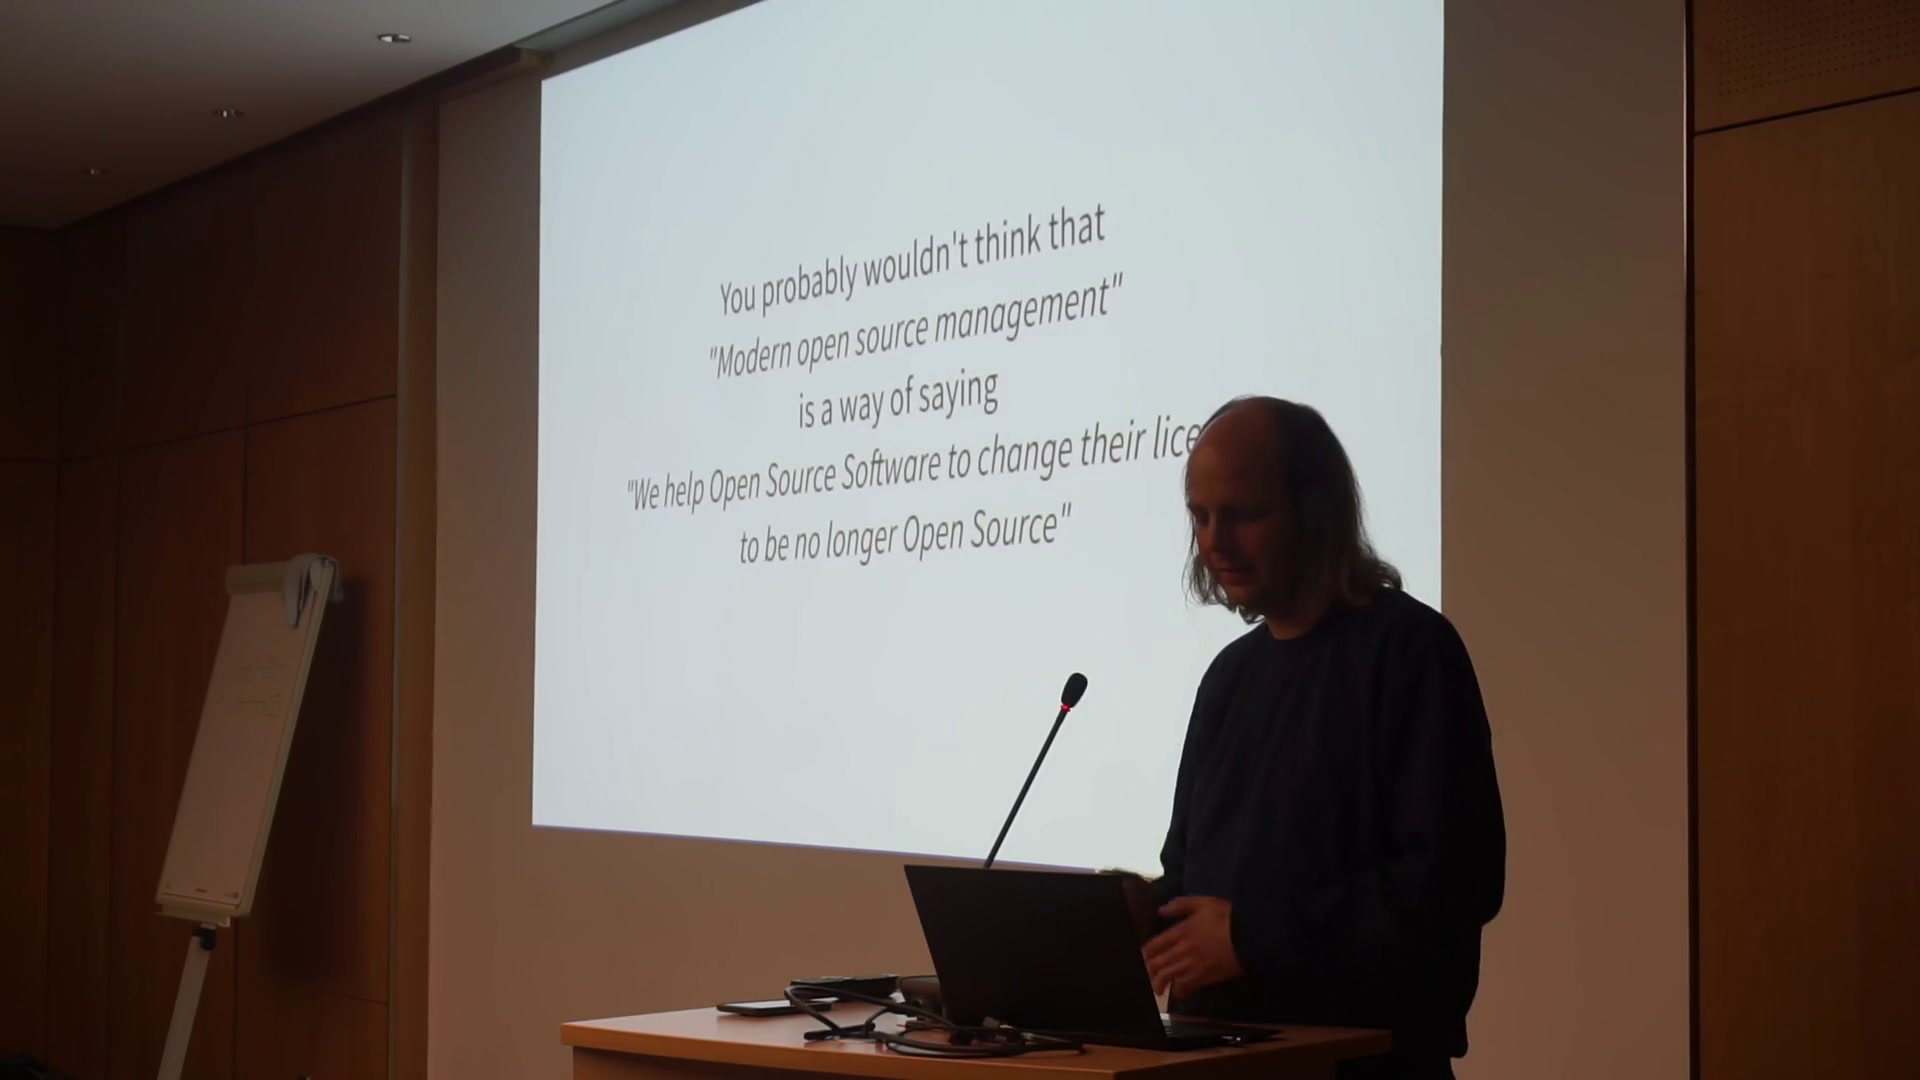 You probably wouldn't think that
"Modern open source management"
is a way of saying
"We help Open Source Software to change their
to be no longer Open Source"